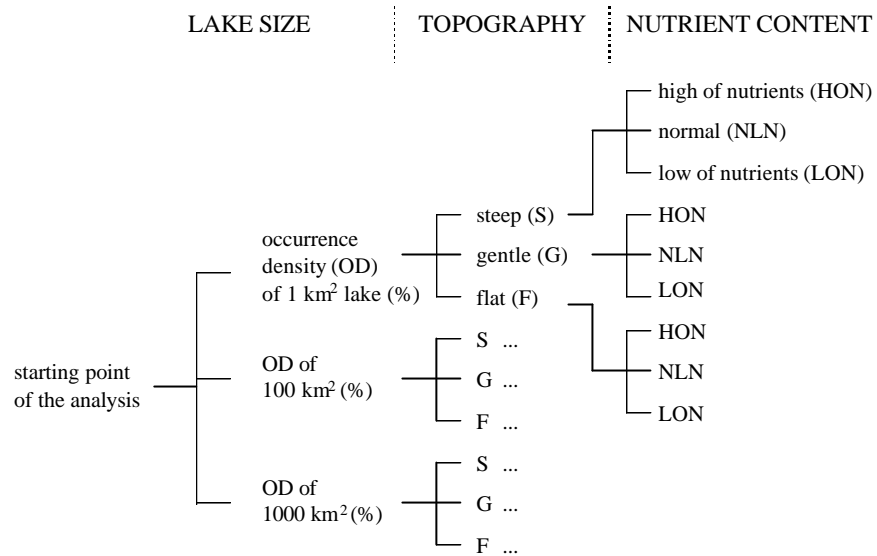 LAKE SIZE
TOPOGRAPHY
NUTRIENT CONTENT
high of nutrients (HON)
normal (NLN)
low of nutrients (LON)
steep (S)
gentle (G)
flat (F)
HON
NLN
LON
HON
NLN
LON
occurrence
density (OD)
of 1 km² lake (%)
S ...
G ...
F ...
OD of
100 km² (%)
starting point
of the analysis
S ...
G ...
F ...
OD of
1000 km² (%)